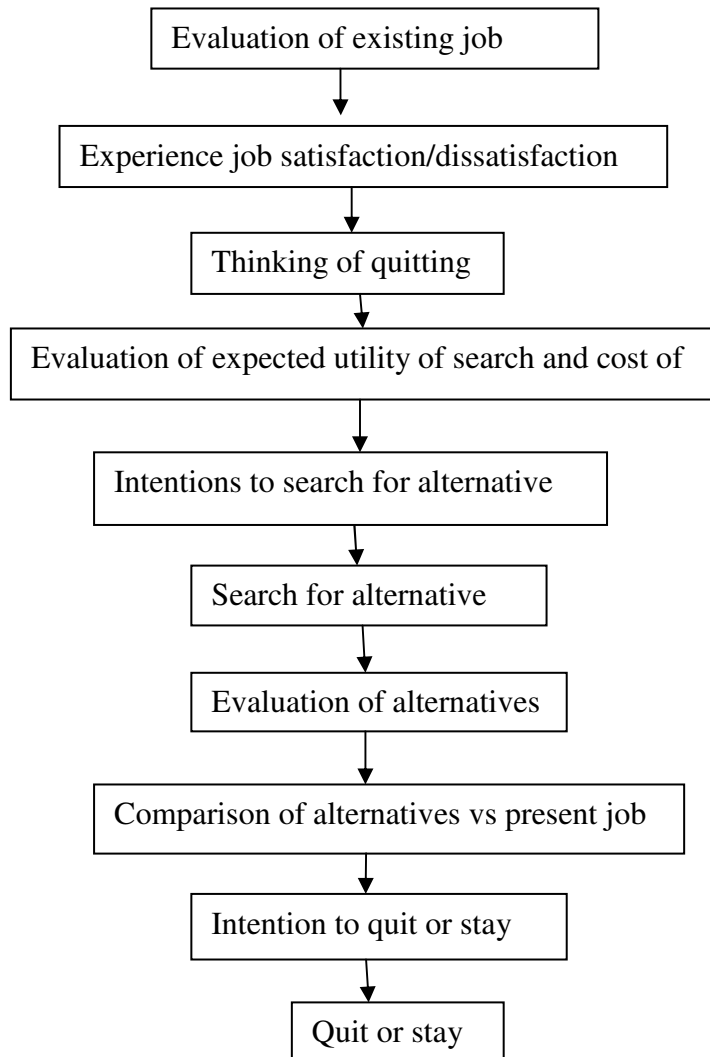 Evaluation of existing job
Experience job satisfaction/dissatisfaction
Thinking of quitting
Evaluation of expected utility of search and cost of
Intentions to search for alternative
Search for alternative
Evaluation of alternatives
Comparison of alternatives vs present job
Intention to quit or stay
Quit or stay